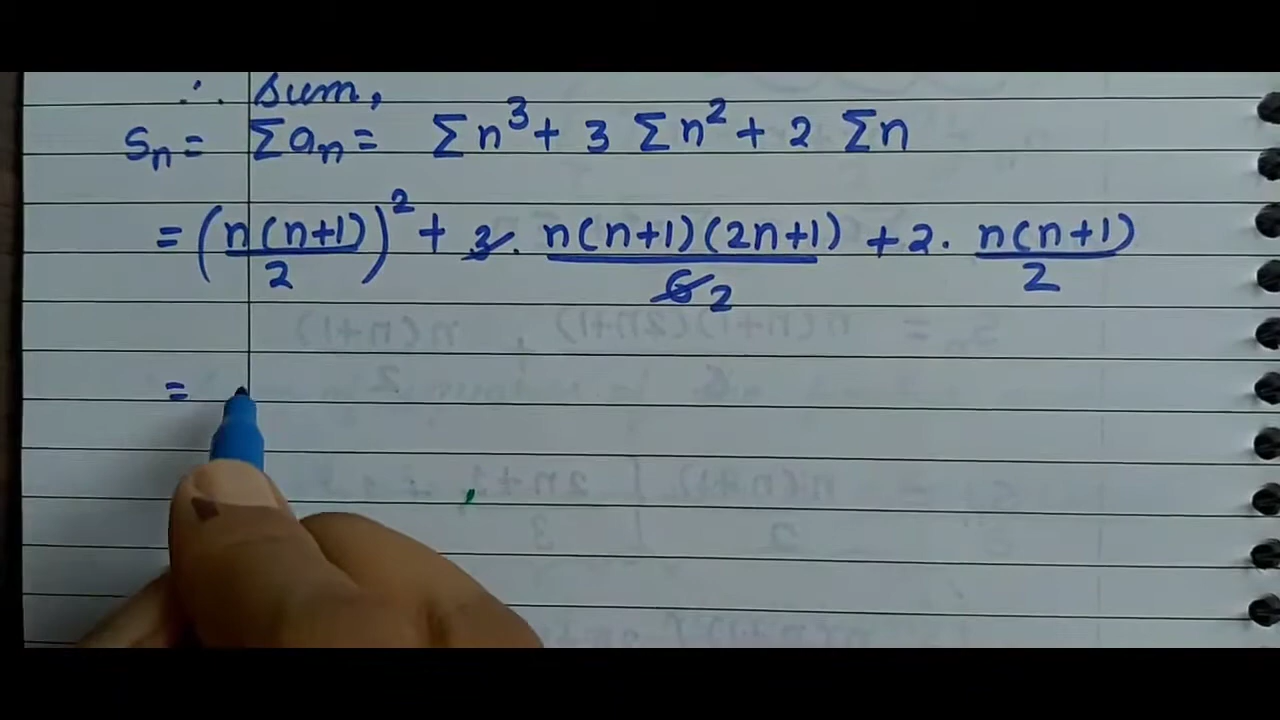 ∴ Sum,
Sn = Σan = Σn³ + 3 Σn² + 2 Σn
= (n(n+1)/2)² + 3. n(n+1)(2n+1)/6 2 + 2. n(n+1)/2
=